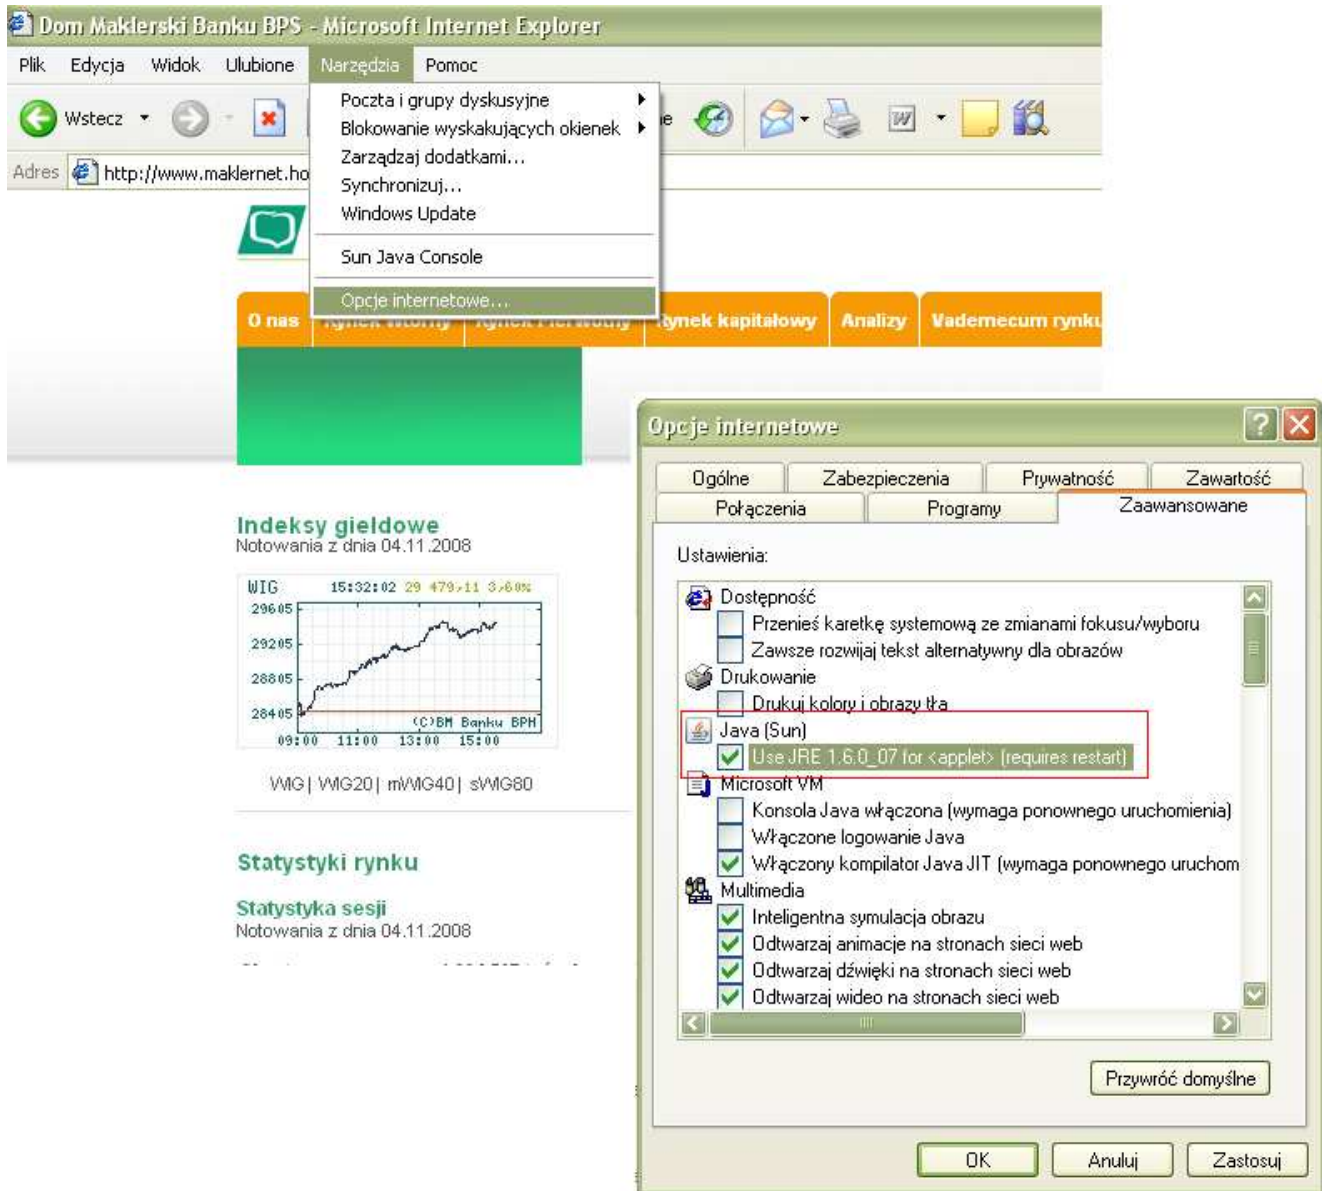 Dom Maklerski Banku BPS - Microsoft Internet Explorer
Plik Edycja Widok Ulubione Narzędzia Pomoc
Wstecz
Poczta i grupy dyskusyjne
Blokowanie wyskakujących okienek
Zarządzaj dodatkami...
Synchronizuj...
Windows Update
Sun Java Console
Opcje internetowe...
Adres http://www.maklernet.ho
O nas Rynek kapitałowy Analizy Vademecum rynku
Indeksy giełdowe
Notowania z dnia 04.11.2008
WIG 15:32:02 29 479,11 3,60%
29605
29205
28805
28405
(C)BM Banku BPH
09:00 11:00 13:00 15:00
WIG| WIG20| mWIG40| sWIG80
Statystyki rynku
Statystyka sesji
Notowania z dnia 04.11.2008
Opcje internetowe
Ogólne Zabezpieczenia Prywatność Zawartość
Połączenia Programy Zaawansowane
Ustawienia:
Dostępność
Przenieś karetkę systemową ze zmianami fokusu/wyboru
Zawsze rozwijaj tekst alternatywny dla obrazów
Drukowanie
Drukuj kolory i obrazy tła
Java (Sun)
Use JRE 1.6.0_07 for <applet> (requires restart)
Microsoft VM
Konsola Java włączona (wymaga ponownego uruchomienia)
Włączone logowanie Java
Włączony kompilator Java JIT (wymaga ponownego uruchom
Multimedia
Inteligentna symulacja obrazu
Odtwarzaj animacje na stronach sieci web
Odtwarzaj dźwięki na stronach sieci web
Odtwarzaj wideo na stronach sieci web
Przywróć domyślne
OK Anuluj Zastosuj